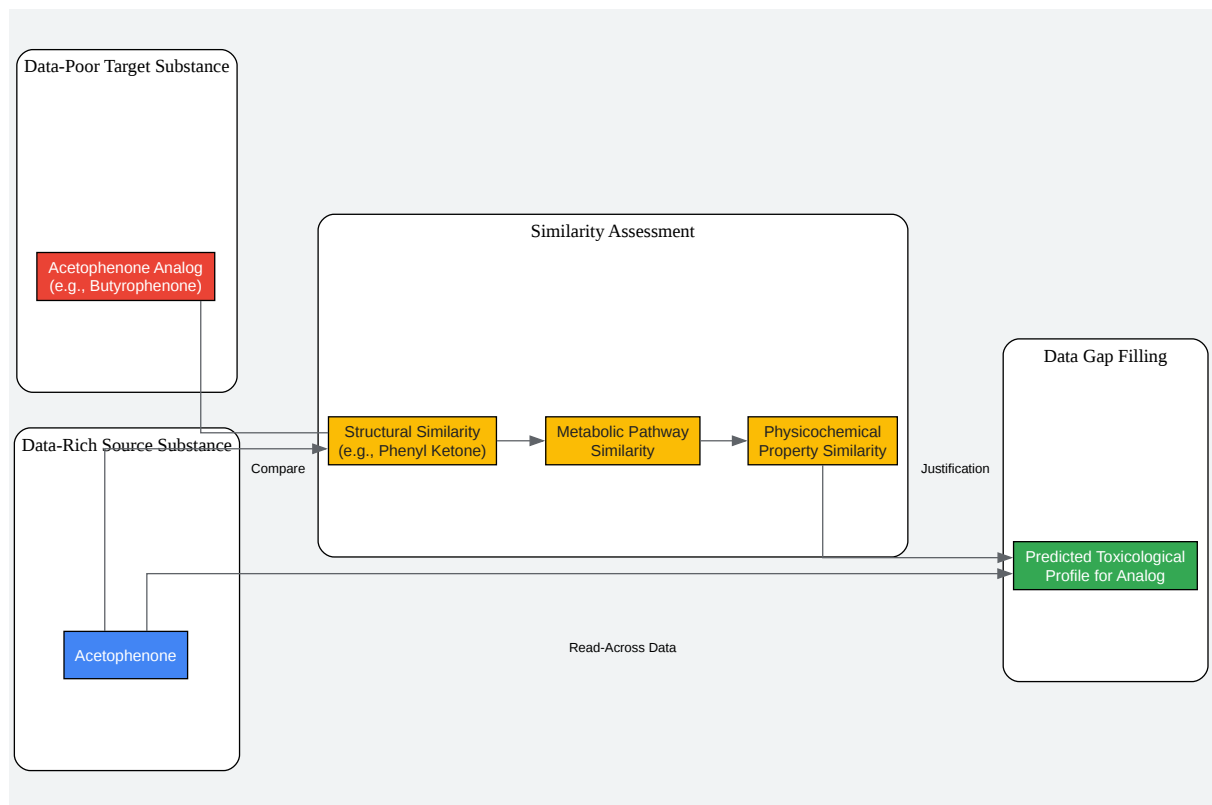 Data-Poor Target Substance
Acetophenone Analog
(e.g., Butyrophenone)
Data-Rich Source Substance
Acetophenone
Compare
Similarity Assessment
Structural Similarity
(e.g., Phenyl Ketone)
Metabolic Pathway
Similarity
Physicochemical
Property Similarity
Justification
Read-Across Data
Data Gap Filling
Predicted Toxicological
Profile for Analog